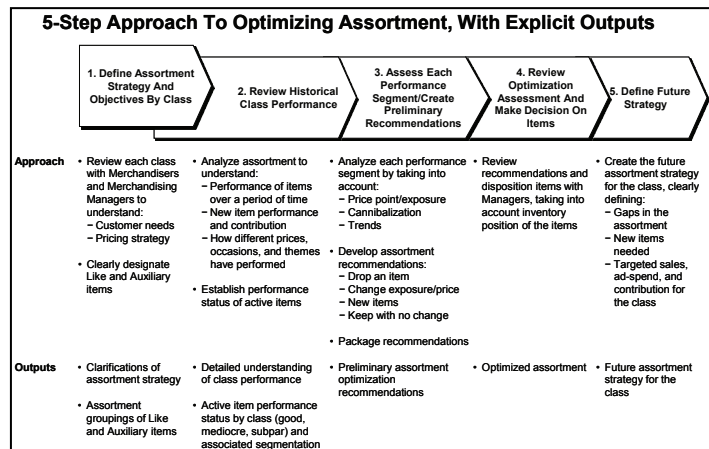 5-Step Approach To Optimizing Assortment, With Explicit Outputs
1. Define Assortment
Strategy And
Objectives By Class
2. Review Historical
Class Performance
3. Assess Each
Performance
Segment/Create
Preliminary
Recommendations
4. Review
Optimization
Assessment And
Make Decision On
Items
5. Define Future
Strategy
Approach
• Review each class
with Merchandisers
and Merchandising
Managers to
understand:
– Customer needs
– Pricing strategy
• Clearly designate
Like and Auxiliary
items
• Analyze assortment to
understand:
– Performance of items
over a period of time
– New item performance
and contribution
– How different prices,
occasions, and themes
have performed
• Establish performance
status of active items
• Analyze each performance
segment by taking into
account:
– Price point/exposure
– Cannibalization
– Trends
• Develop assortment
recommendations:
– Drop an item
– Change exposure/price
– New items
– Keep with no change
• Package recommendations
• Review
recommendations and
disposition items with
Managers, taking into
account inventory
position of the items
• Create the future
assortment strategy
for the class, clearly
defining:
– Gaps in the
assortment
– New items
needed
– Targeted sales,
ad-spend, and
contribution for
the class
Outputs
• Clarifications of
assortment strategy
• Assortment
groupings of Like
and Auxiliary items
• Detailed understanding
of class performance
• Active item performance
status by class (good,
mediocre, subpar) and
associated segmentation
• Preliminary assortment
optimization
recommendations
• Optimized assortment
• Future assortment
strategy for the
class